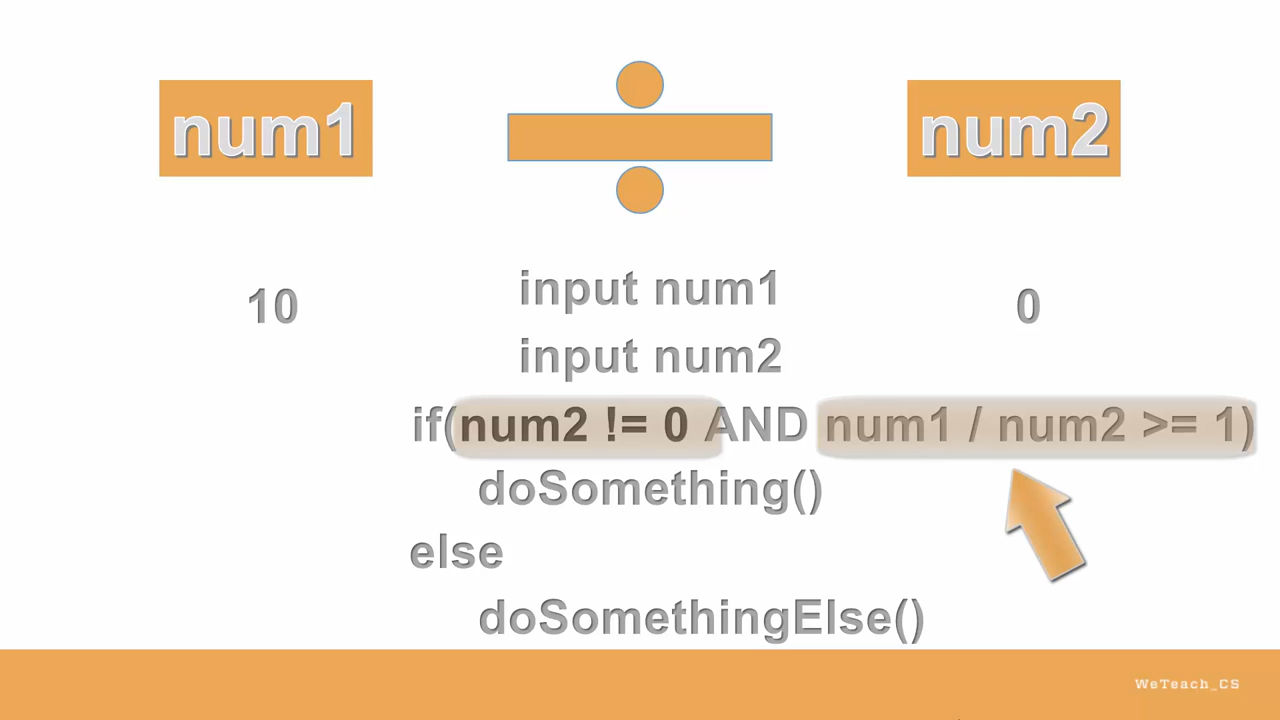 num1 ÷ num2
10 0
input num1
input num2
if(num2 != 0 AND num1 / num2 >= 1)
doSomething()
else
doSomethingElse()
WeTeach_CS